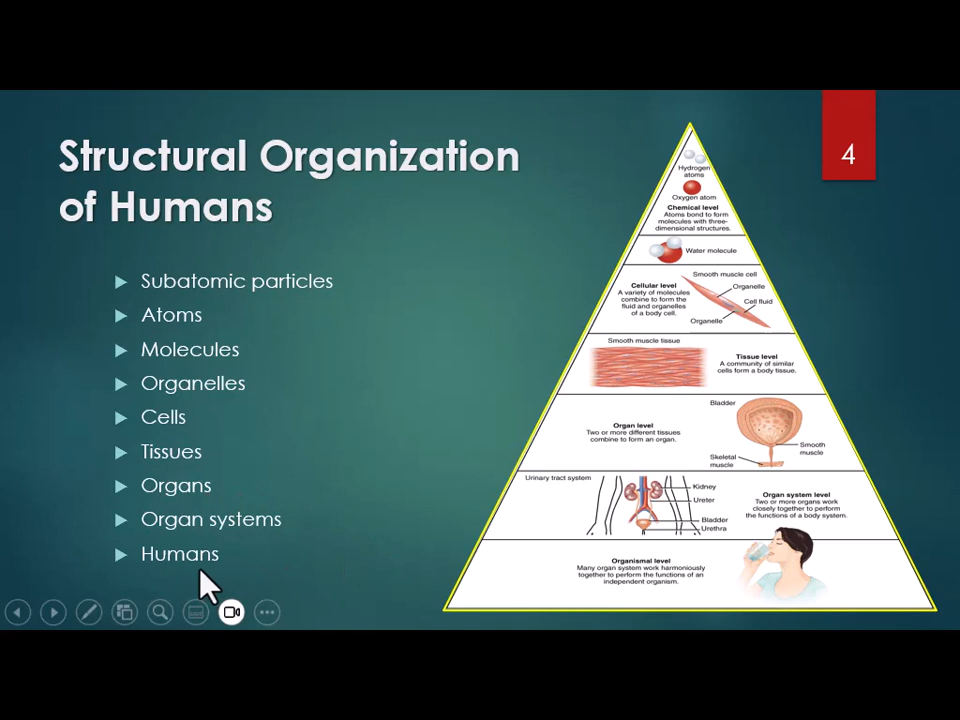 Structural Organization
of Humans
4
Subatomic particles
Atoms
Molecules
Organelles
Cells
Tissues
Organs
Organ systems
Humans
Hydrogen
atoms
Oxygen atom
Chemical level
Atoms bond to form
molecules with three-
dimensional structures.
Water molecule
Cellular level
A variety of molecules
combine to form the
fluid and organelles
of a body cell.
Smooth muscle cell
Organelle
Cell fluid
Organelle
Smooth muscle tissue
Tissue level
A community of similar
cells form a body tissue.
Organ level
Two or more different tissues
combine to form an organ.
Bladder
Smooth
muscle
Skeletal
muscle
Urinary tract system
Kidney
Ureter
Bladder
Urethra
Organ system level
Two or more organs work
closely together to perform
the functions of a body system.
Organismal level
Many organ system work harmoniously
together to perform the functions of an
independent organism.